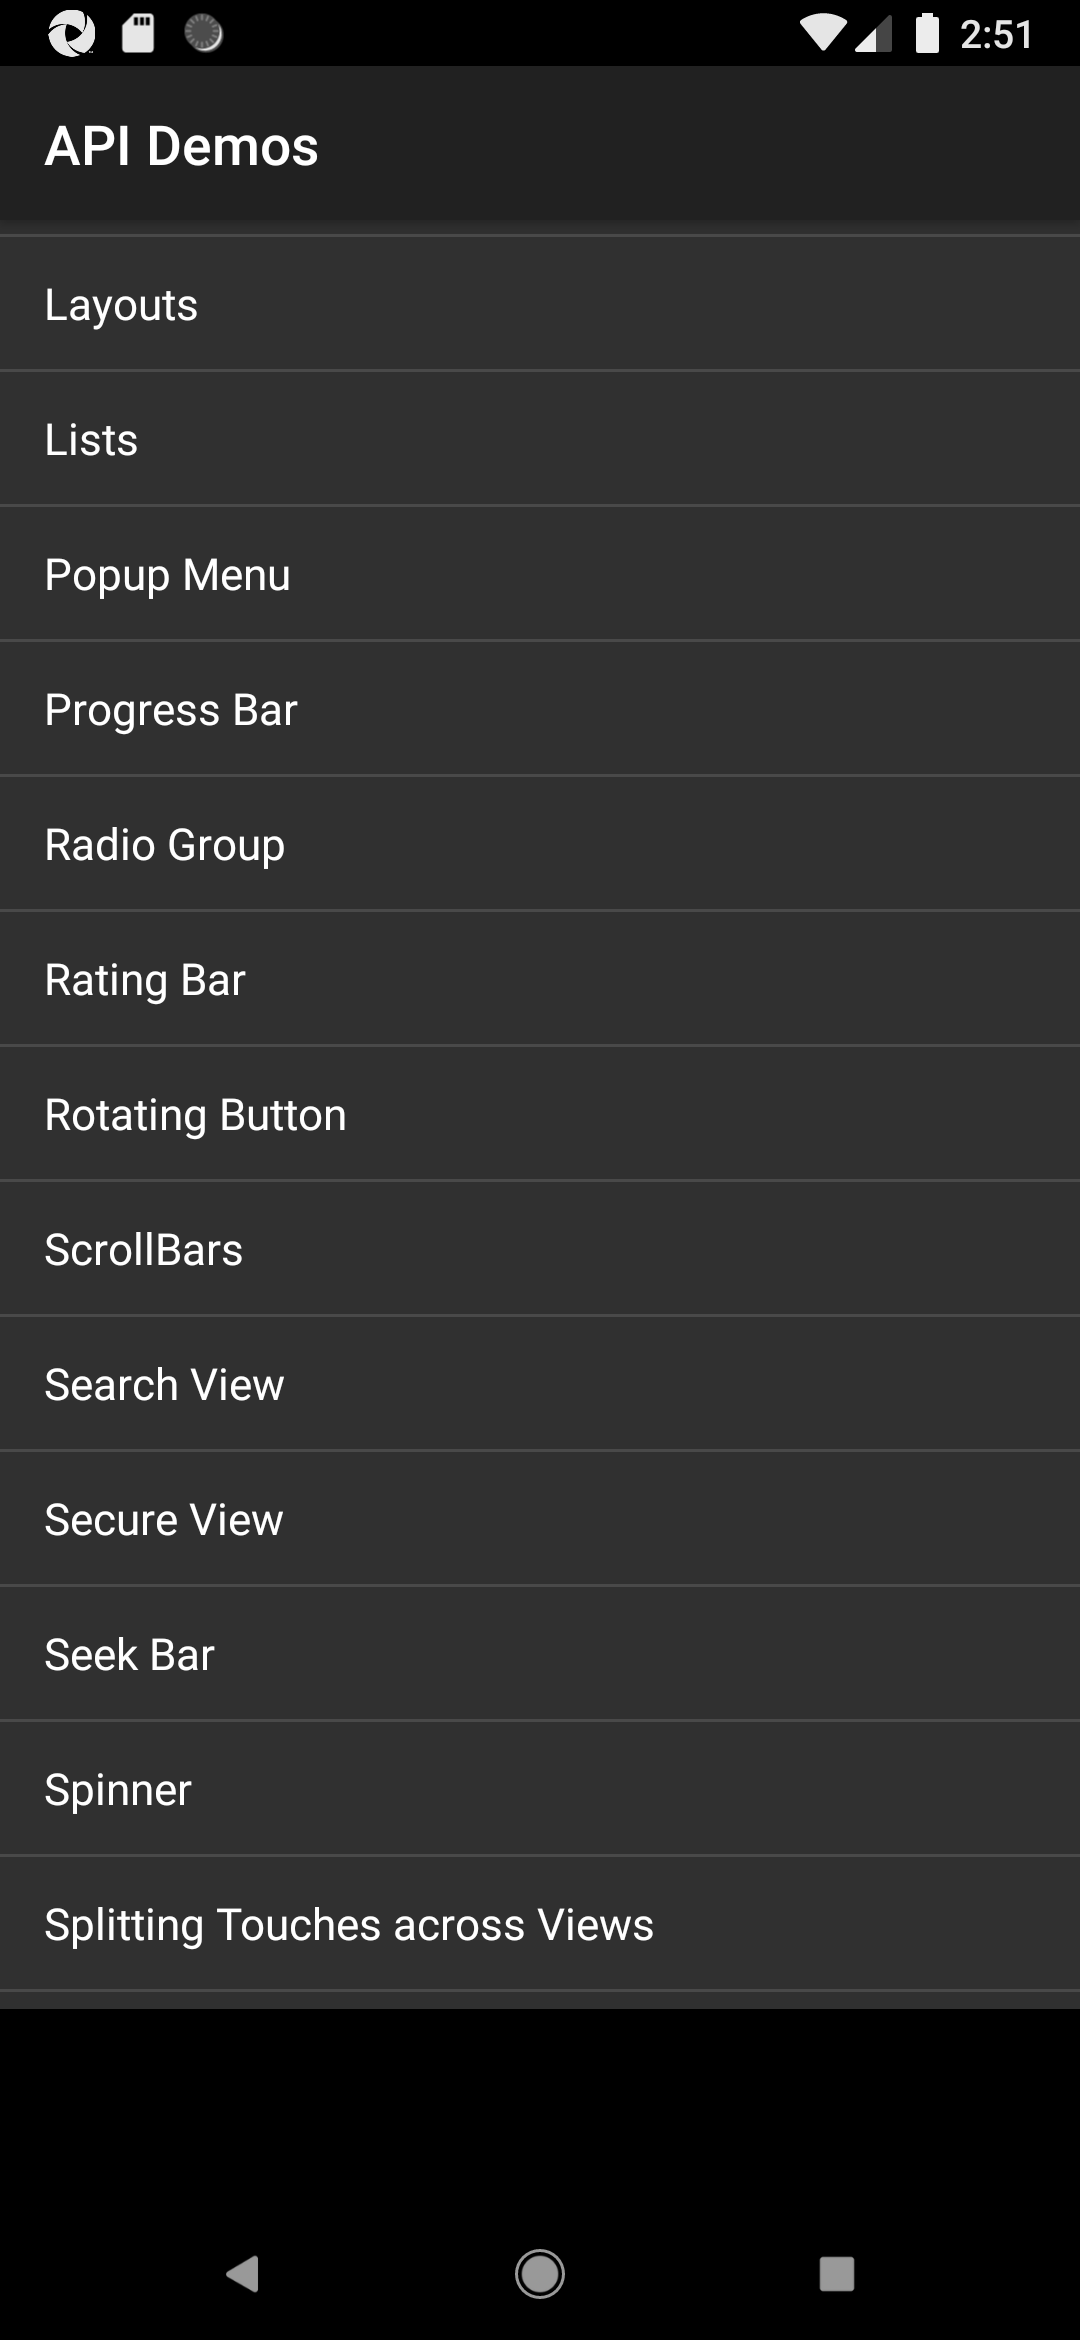 2:51
API Demos
Layouts
Lists
Popup Menu
Progress Bar
Radio Group
Rating Bar
Rotating Button
ScrollBars
Search View
Secure View
Seek Bar
Spinner
Splitting Touches across Views